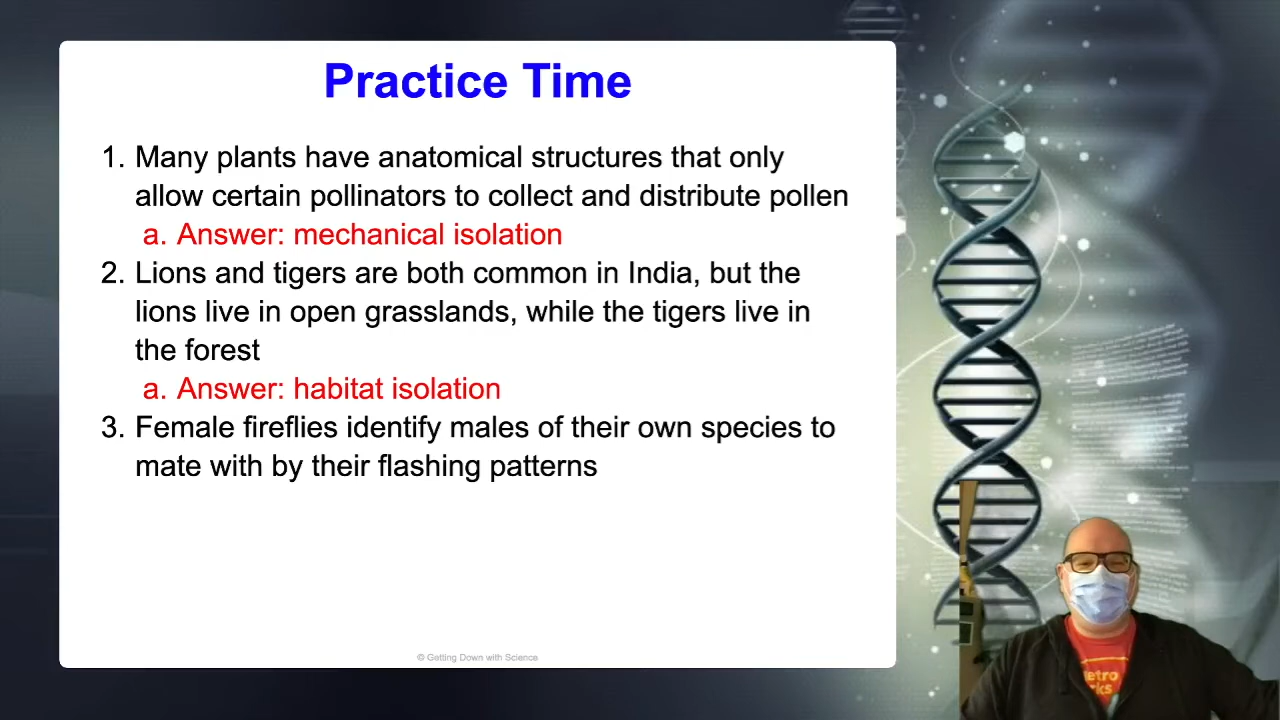 Practice Time
1. Many plants have anatomical structures that only
allow certain pollinators to collect and distribute pollen
a. Answer: mechanical isolation
2. Lions and tigers are both common in India, but the
lions live in open grasslands, while the tigers live in
the forest
a. Answer: habitat isolation
3. Female fireflies identify males of their own species to
mate with by their flashing patterns
© Getting Down with Science